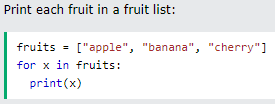 Print each fruit in a fruit list:
fruits = ["apple", "banana", "cherry"]
for x in fruits:
  print(x)